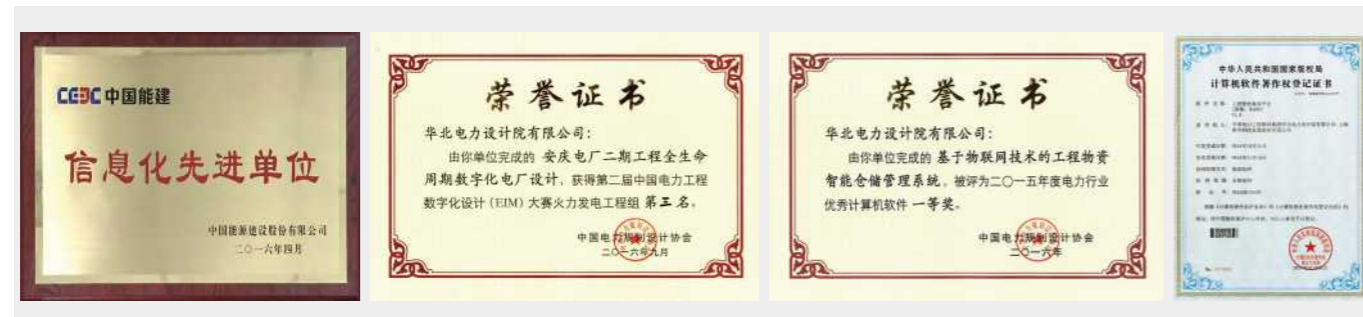 CEEC 中国能建
信息化先进单位
中国能源建设股份有限公司
二〇一六年四月
荣誉证书
华北电力设计院有限公司：
由你单位完成的 安庆电厂二期工程全生命
周期数字化电厂设计，获得第二届中国电力工程
数字化设计（EIM）大赛火力发电工程组 第三名。
中国电力规划设计协会
二〇一六年九月
荣誉证书
华北电力设计院有限公司：
由你单位完成的 基于物联网技术的工程物资
智能仓储管理系统，被评为二〇一五年度电力行业
优秀计算机软件 一等奖。
中国电力规划设计协会
二〇一六年
中华人民共和国国家版权局
计算机软件著作权登记证书